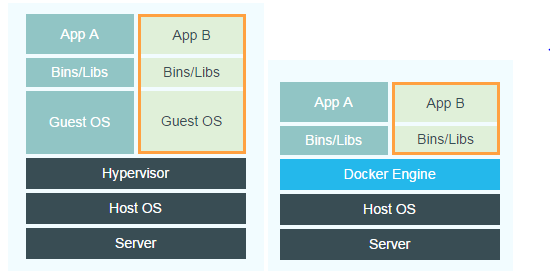 App A App B
Bins/Libs Bins/Libs
Guest OS Guest OS
Hypervisor
Host OS
Server
App A App B
Bins/Libs Bins/Libs
Docker Engine
Host OS
Server